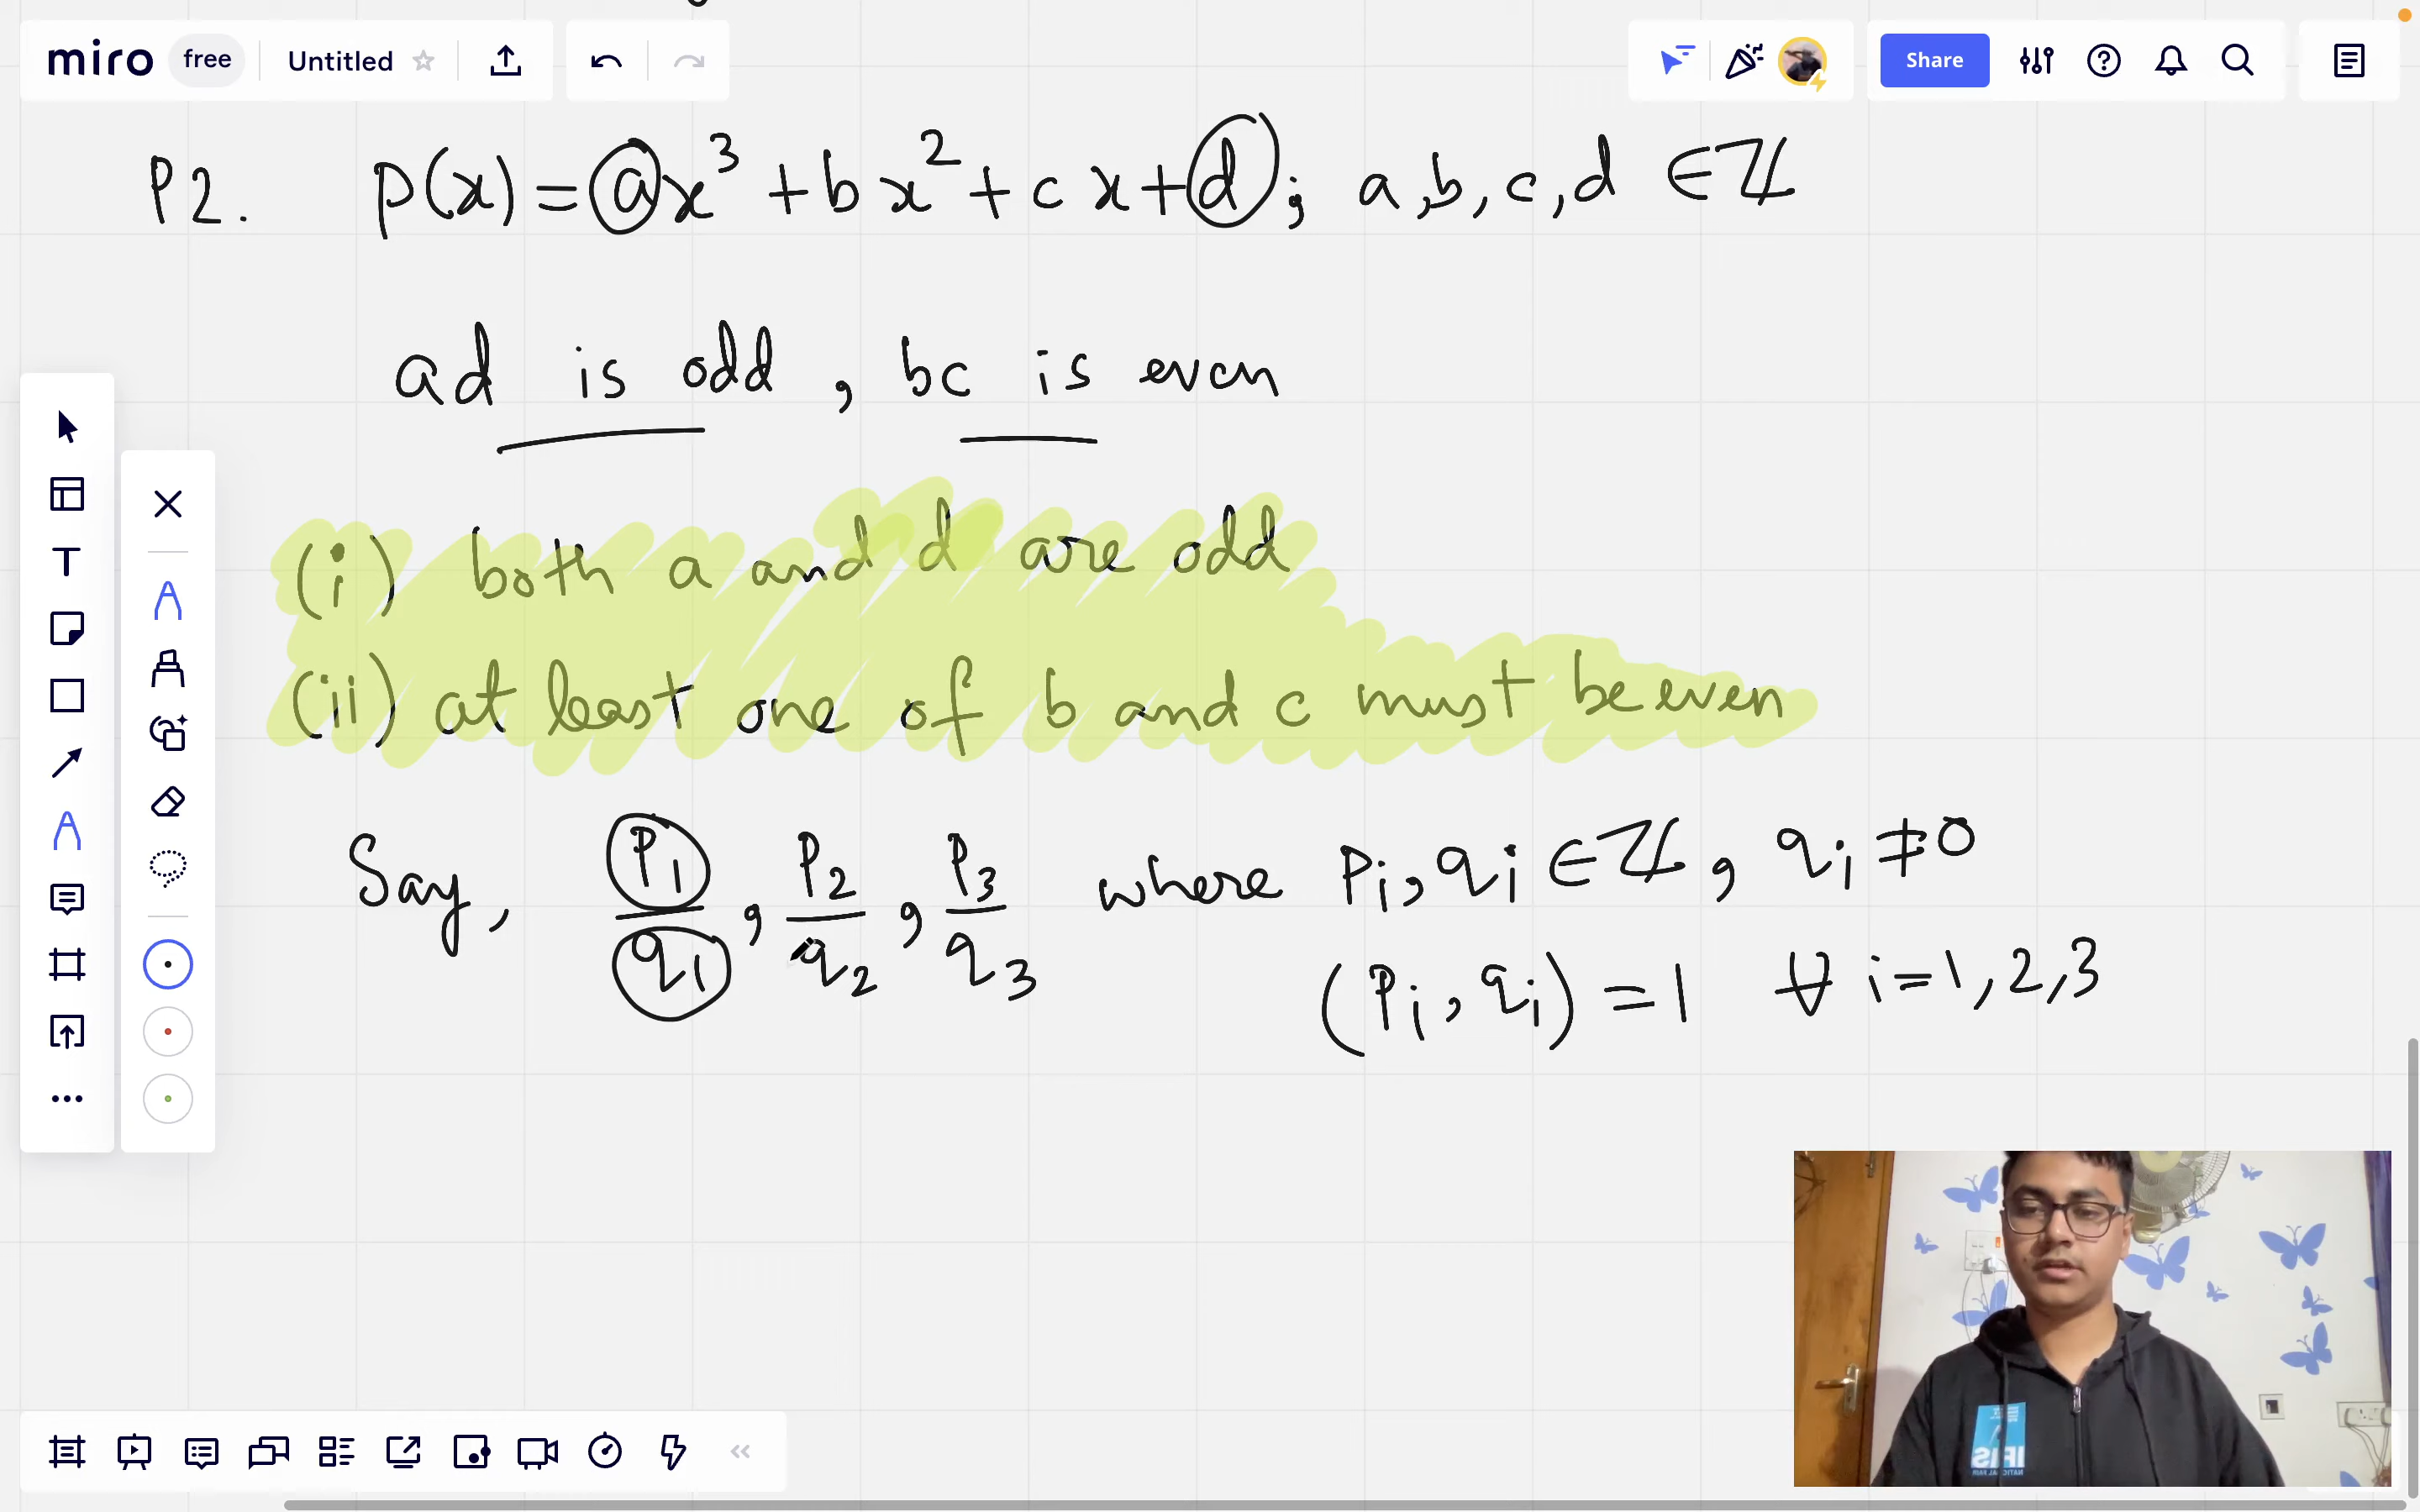 miro free Untitled Share
P2. P(x) = ax³ + bx² + cx + d; a, b, c, d ∈ ℤ
ad is odd, bc is even
(i) both a and d are odd
(ii) at least one of b and c must be even
Say, P₁/q₁, P₂/q₂, P₃/q₃ where Pᵢ, qᵢ ∈ ℤ, qᵢ ≠ 0
(Pᵢ, qᵢ) = 1 ∀ i = 1, 2, 3